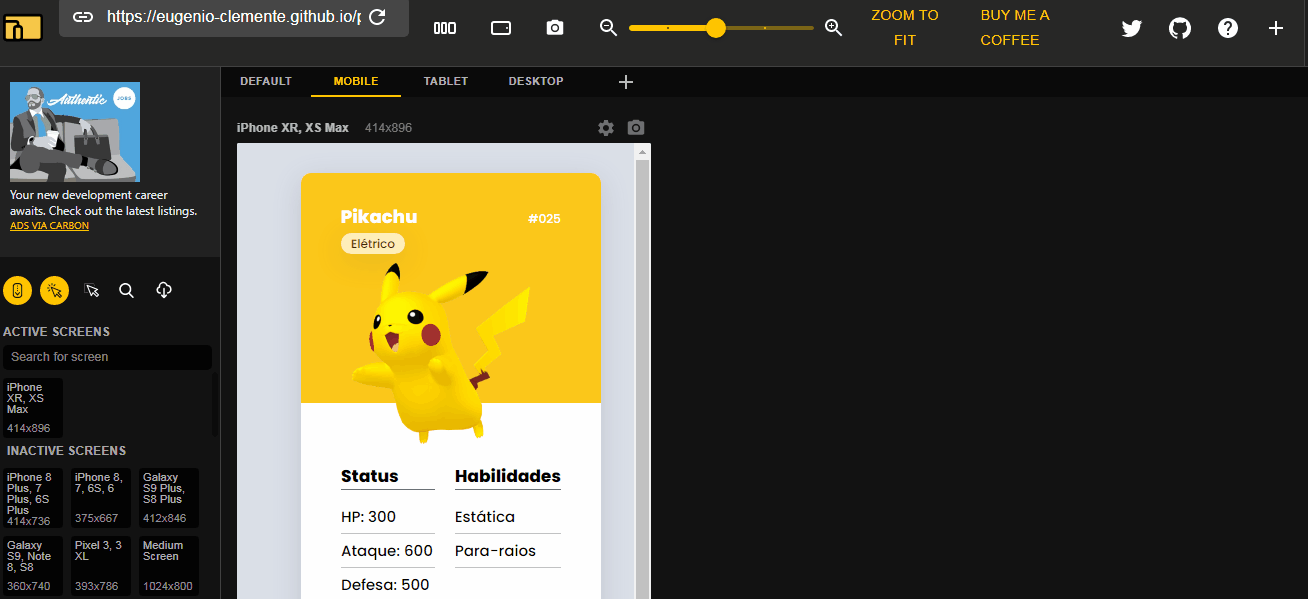 https://eugenio-clemente.github.io/p
ZOOM TO
FIT
BUY ME A
COFFEE
Authentic
JOBS
Your new development career
awaits. Check out the latest listings.
ADS VIA CARBON
ACTIVE SCREENS
Search for screen
iPhone
XR, XS
Max
414x896
INACTIVE SCREENS
iPhone 8
Plus, 7
Plus, 6S
Plus
414x736
iPhone 8,
7, 6S, 6
375x667
Galaxy
S9 Plus,
S8 Plus
412x846
Galaxy
S9, Note
8, S8
360x740
Pixel 3, 3
XL
393x786
Medium
Screen
1024x800
DEFAULT MOBILE TABLET DESKTOP
iPhone XR, XS Max 414x896
Pikachu #025
Elétrico
Status
HP: 300
Ataque: 600
Defesa: 500
Habilidades
Estática
Para-raios